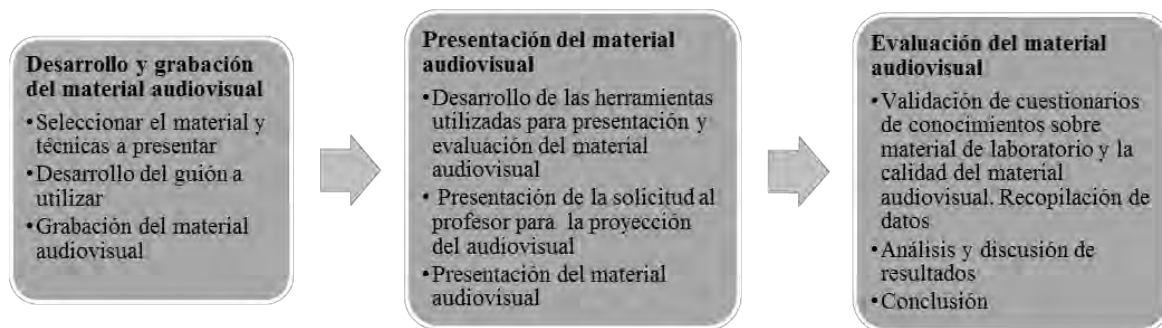 Desarrollo y grabación
del material audiovisual
•Seleccionar el material y
técnicas a presentar
•Desarrollo del guión a
utilizar
•Grabación del material
audiovisual
Presentación del material
audiovisual
•Desarrollo de las herramientas
utilizadas para presentación y
evaluación del material
audiovisual
• Presentación de la solicitud al
profesor para la proyección
del audiovisual
•Presentación del material
audiovisual
Evaluación del material
audiovisual
•Validación de cuestionarios
de conocimientos sobre
material de laboratorio y la
calidad del material
audiovisual. Recopilación de
datos
•Análisis y discusión de
resultados
•Conclusión